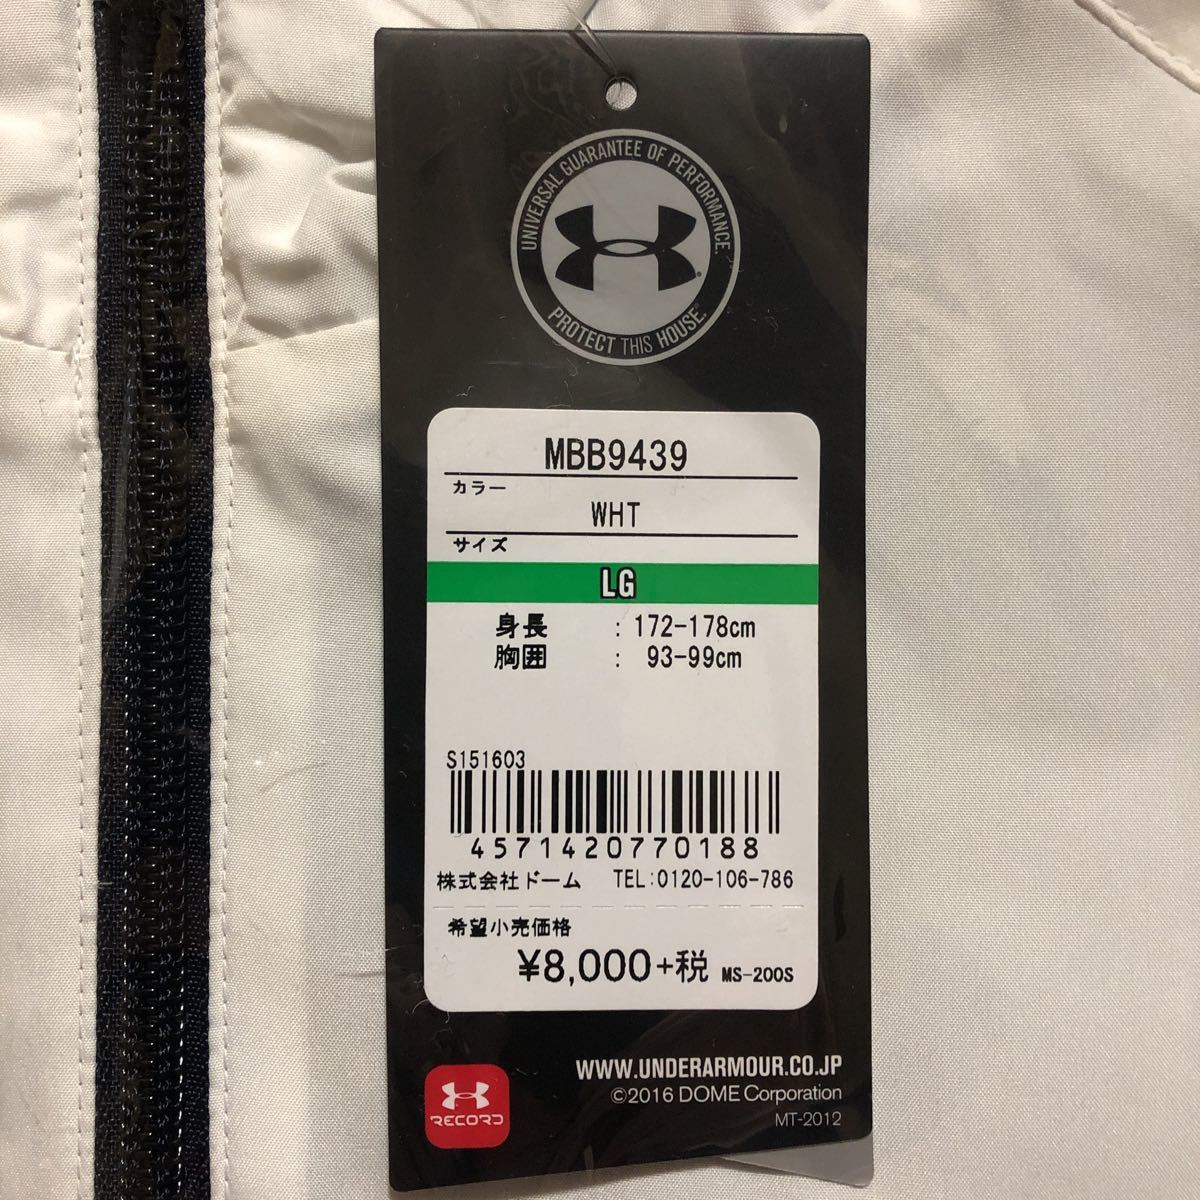 UNIVERSAL GUARANTEE OF PERFORMANCE.
PROTECT THIS HOUSE.
MBB9439
カラー
WHT
サイズ
LG
身長 : 172-178cm
胸囲 : 93-99cm
S151603
4571420770188
株式会社ドーム TEL:0120-106-786
希望小売価格
¥8,000+税 MS-200S
WWW.UNDERARMOUR.CO.JP
©2016 DOME Corporation
MT-2012
RECORD